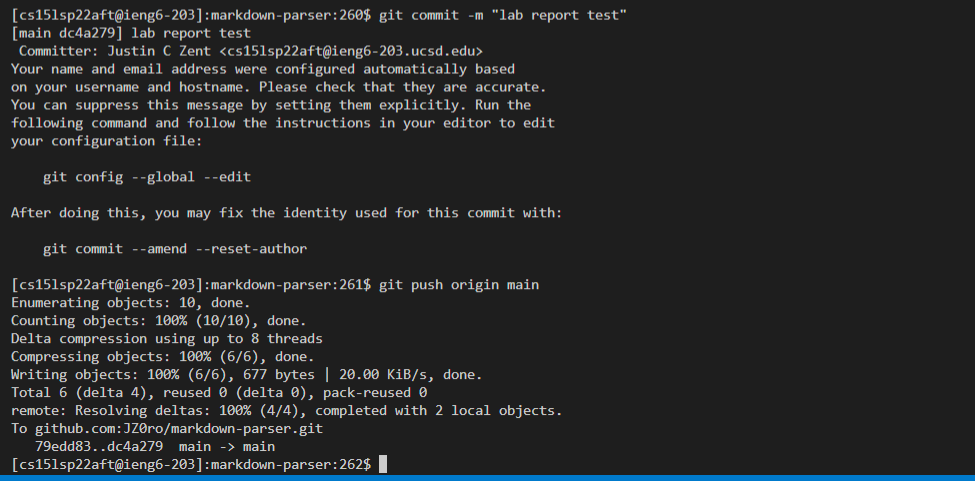 [cs15lsp22aft@ieng6-203]:markdown-parser:260$ git commit -m "lab report test"
[main dc4a279] lab report test
 Committer: Justin C Zent <cs15lsp22aft@ieng6-203.ucsd.edu>
Your name and email address were configured automatically based
on your username and hostname. Please check that they are accurate.
You can suppress this message by setting them explicitly. Run the
following command and follow the instructions in your editor to edit
your configuration file:

    git config --global --edit

After doing this, you may fix the identity used for this commit with:

    git commit --amend --reset-author

[cs15lsp22aft@ieng6-203]:markdown-parser:261$ git push origin main
Enumerating objects: 10, done.
Counting objects: 100% (10/10), done.
Delta compression using up to 8 threads
Compressing objects: 100% (6/6), done.
Writing objects: 100% (6/6), 677 bytes | 20.00 KiB/s, done.
Total 6 (delta 4), reused 0 (delta 0), pack-reused 0
remote: Resolving deltas: 100% (4/4), completed with 2 local objects.
To github.com:JZ0ro/markdown-parser.git
   79edd83..dc4a279  main -> main
[cs15lsp22aft@ieng6-203]:markdown-parser:262$